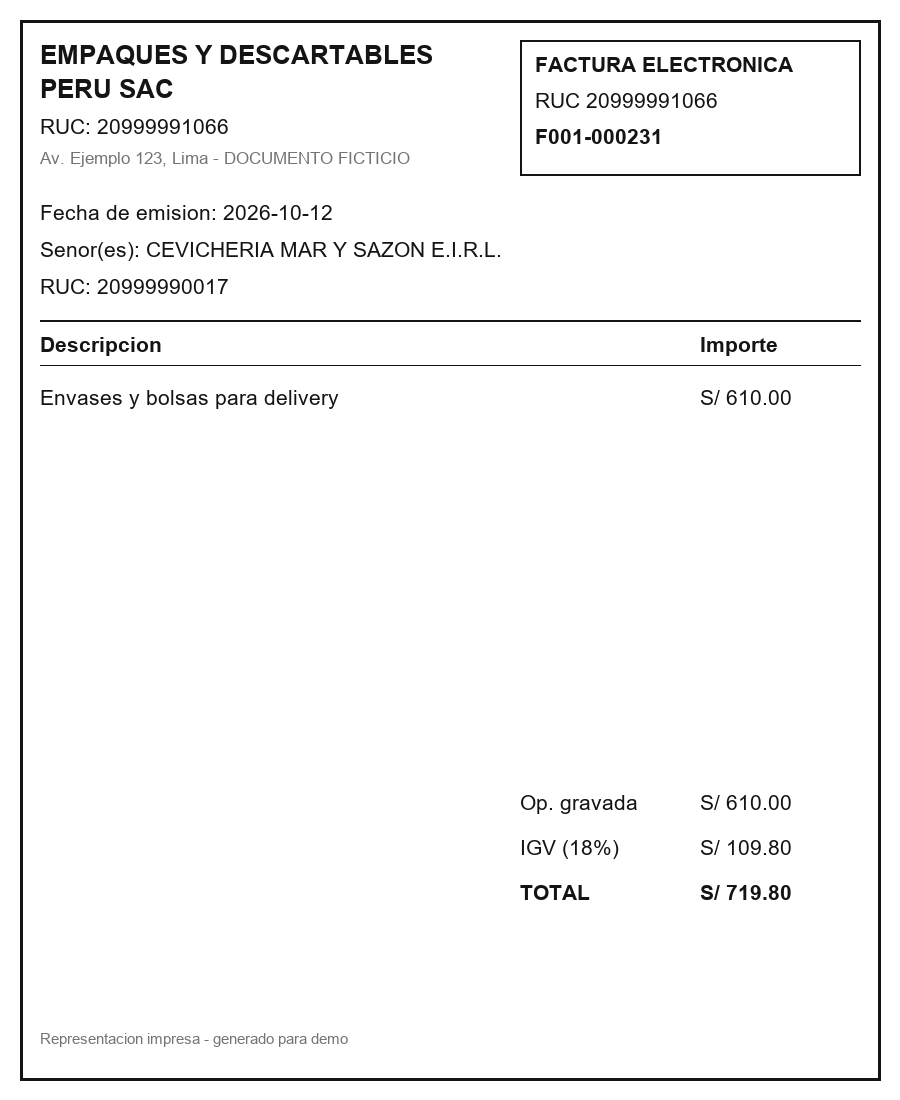 EMPAQUES Y DESCARTABLES
PERU SAC
RUC: 20999991066
Av. Ejemplo 123, Lima - DOCUMENTO FICTICIO
FACTURA ELECTRONICA
RUC 20999991066
F001-000231
Fecha de emision: 2026-10-12
Senor(es): CEVICHERIA MAR Y SAZON E.I.R.L.
RUC: 20999990017
Descripcion Importe
Envases y bolsas para delivery S/ 610.00
Op. gravada S/ 610.00
IGV (18%) S/ 109.80
TOTAL S/ 719.80
Representacion impresa - generado para demo